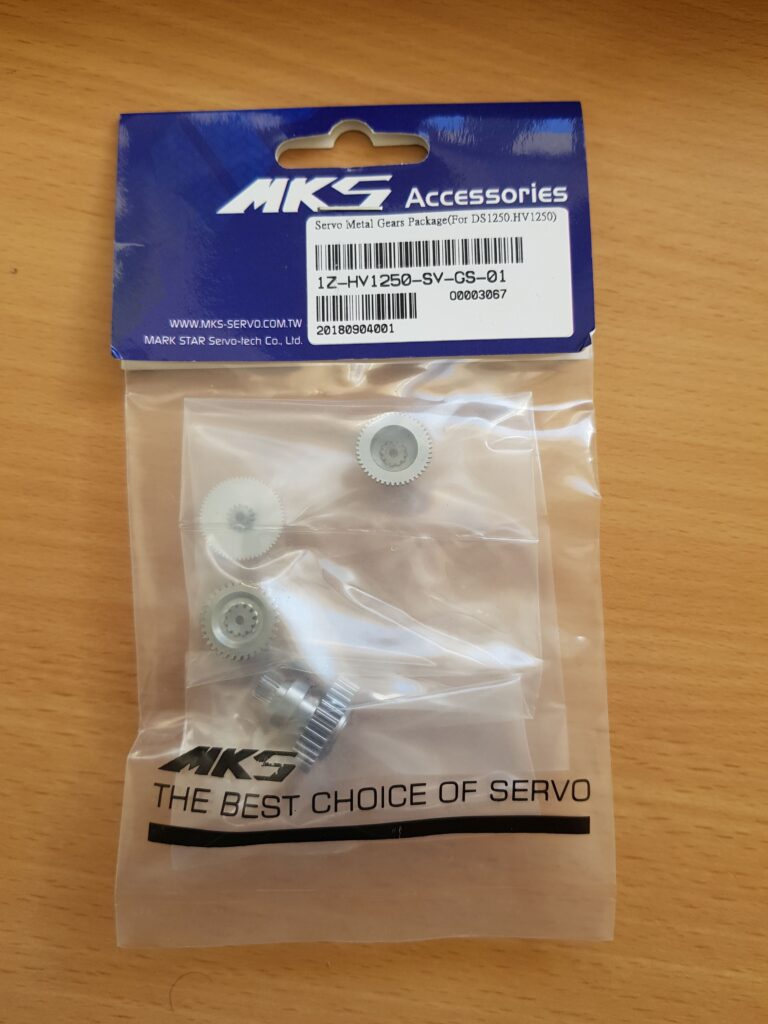 MKS Accessories
Servo Metal Gears Package(For DS1250.HV1250)
1Z-HV1250-SV-GS-01
O0003067
20180904001
WWW.MKS-SERVO.COM.TW
MARK STAR Servo-tech Co., Ltd.
MKS
THE BEST CHOICE OF SERVO